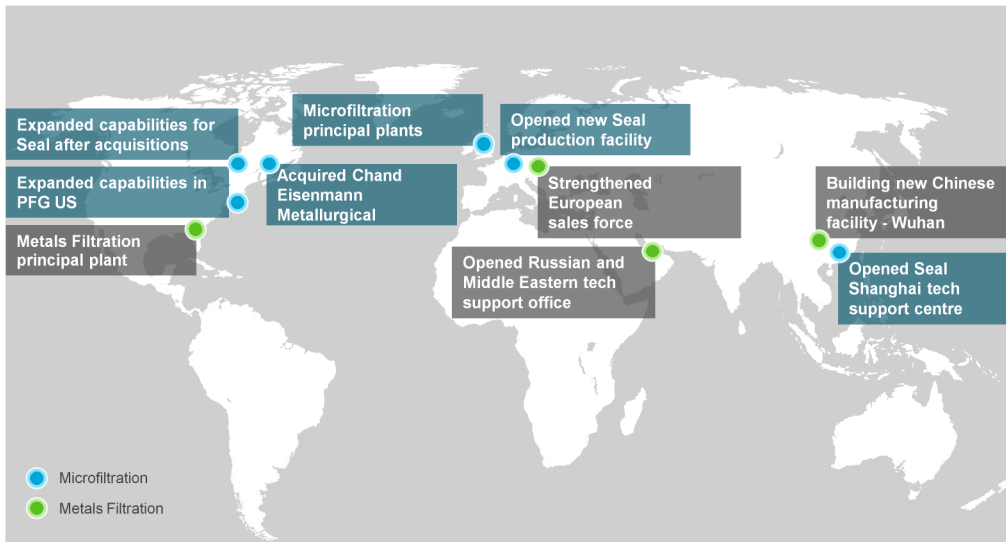 Expanded capabilities for
Seal after acquisitions
Expanded capabilities in
PFG US
Metals Filtration
principal plant
Microfiltration
principal plants
Acquired Chand
Eisenmann
Metallurgical
Opened new Seal
production facility
Strengthened
European
sales force
Opened Russian and
Middle Eastern tech
support office
Building new Chinese
manufacturing
facility - Wuhan
Opened Seal
Shanghai tech
support centre
Microfiltration
Metals Filtration